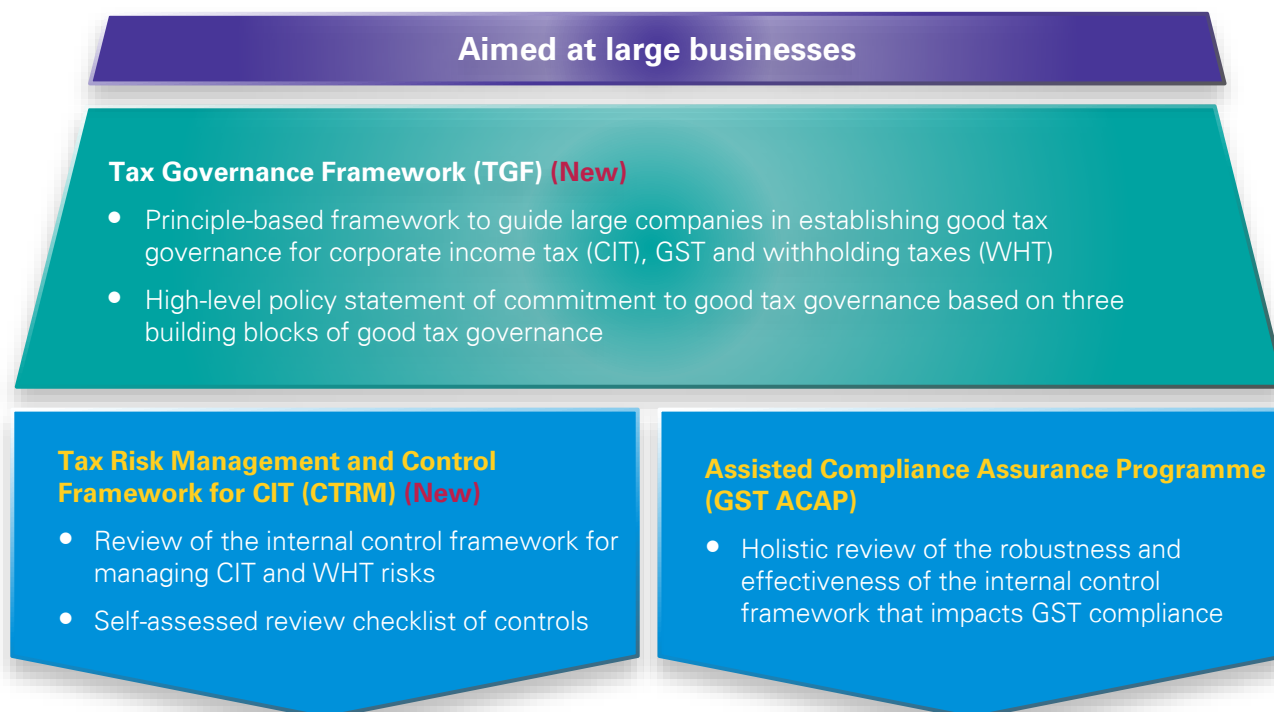 Aimed at large businesses
Tax Governance Framework (TGF) (New)
• Principle-based framework to guide large companies in establishing good tax
governance for corporate income tax (CIT), GST and withholding taxes (WHT)
• High-level policy statement of commitment to good tax governance based on three
building blocks of good tax governance
Tax Risk Management and Control
Framework for CIT (CTRM) (New)
• Review of the internal control framework for
managing CIT and WHT risks
• Self-assessed review checklist of controls
Assisted Compliance Assurance Programme
(GST ACAP)
• Holistic review of the robustness and
effectiveness of the internal control
framework that impacts GST compliance